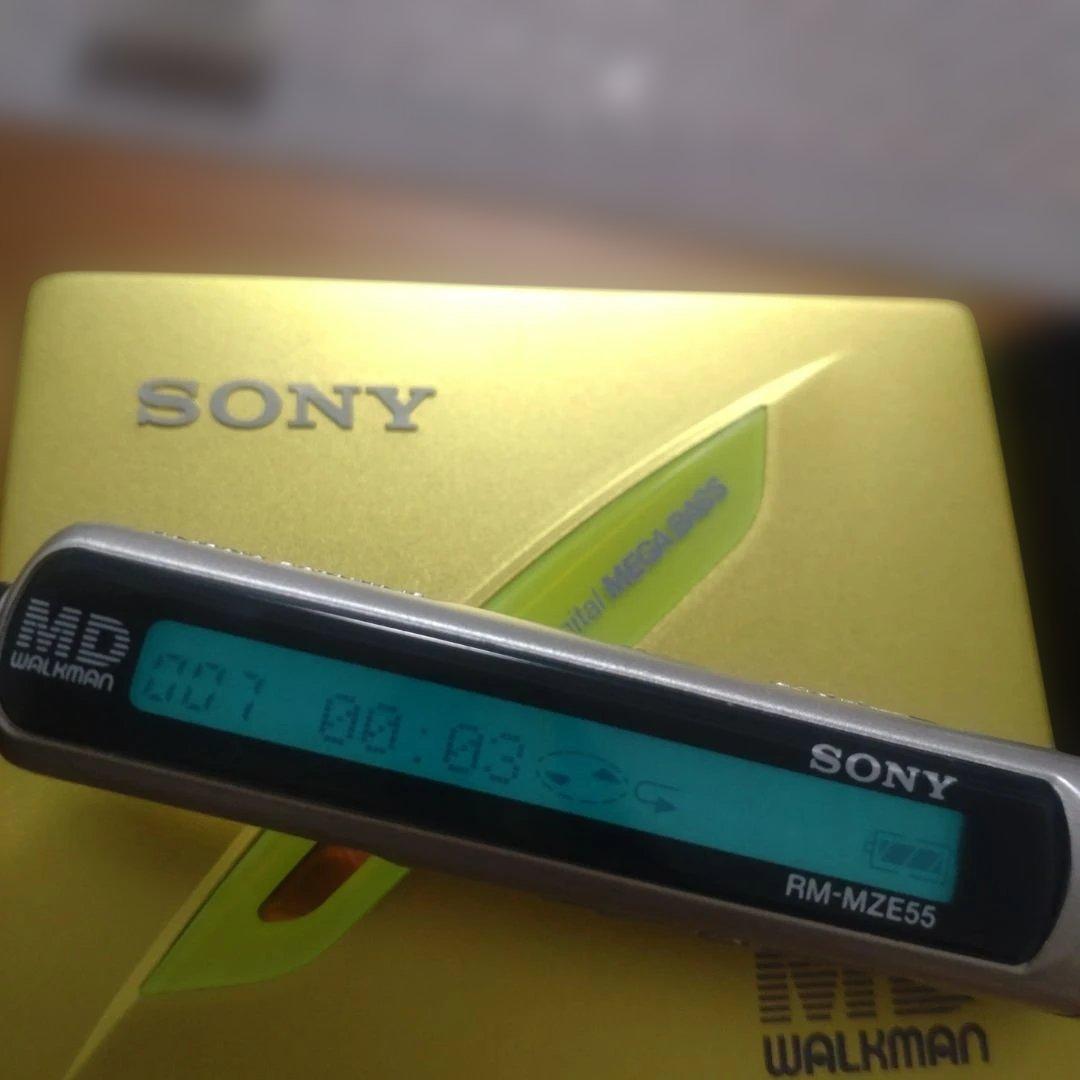 SONY
MEGA BASS
MD
WALKMAN
007 00:03
SONY
RM-MZE55
MD
WALKMAN